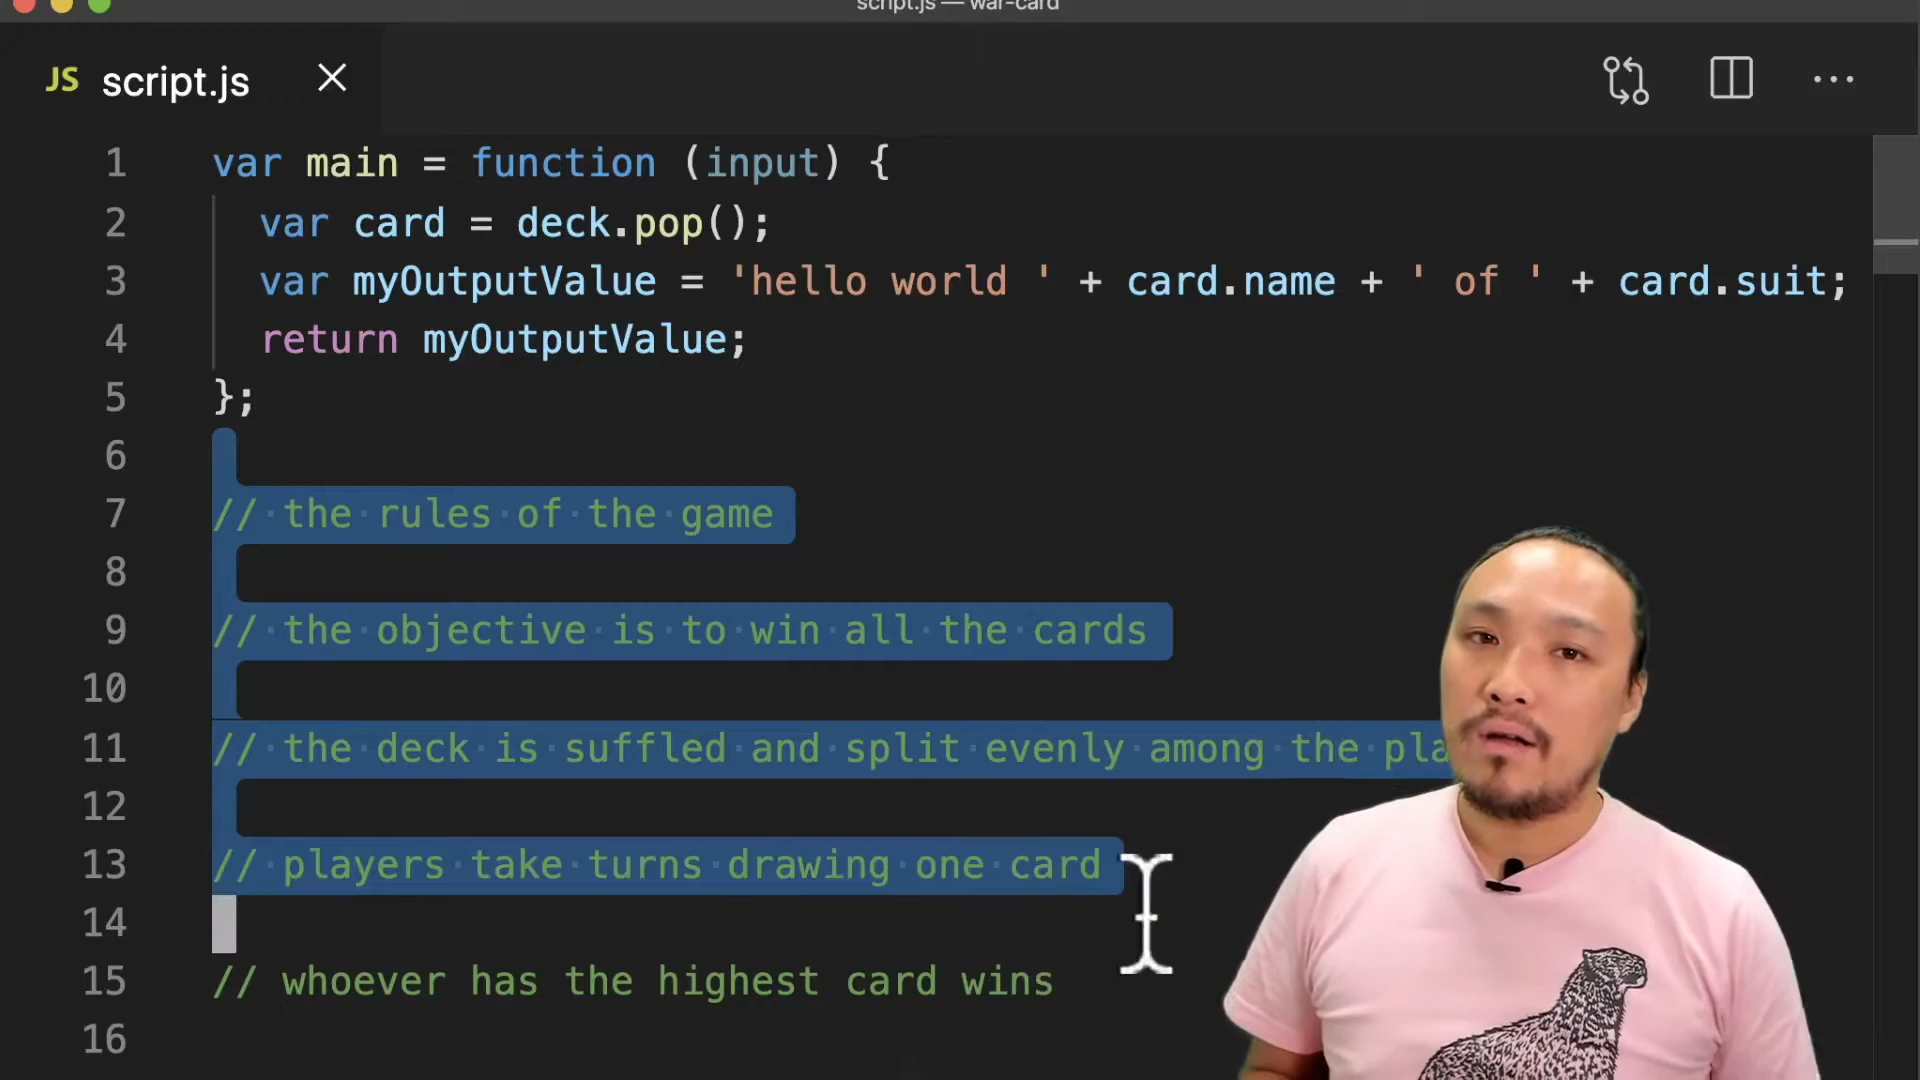 script.js — war-card
JS script.js
1 var main = function (input) {
2 var card = deck.pop();
3 var myOutputValue = 'hello world ' + card.name + ' of ' + card.suit;
4 return myOutputValue;
5 };
6
7 // the rules of the game
8
9 // the objective is to win all the cards
10
11 // the deck is suffled and split evenly among the pla
12
13 // players take turns drawing one card
14
15 // whoever has the highest card wins
16